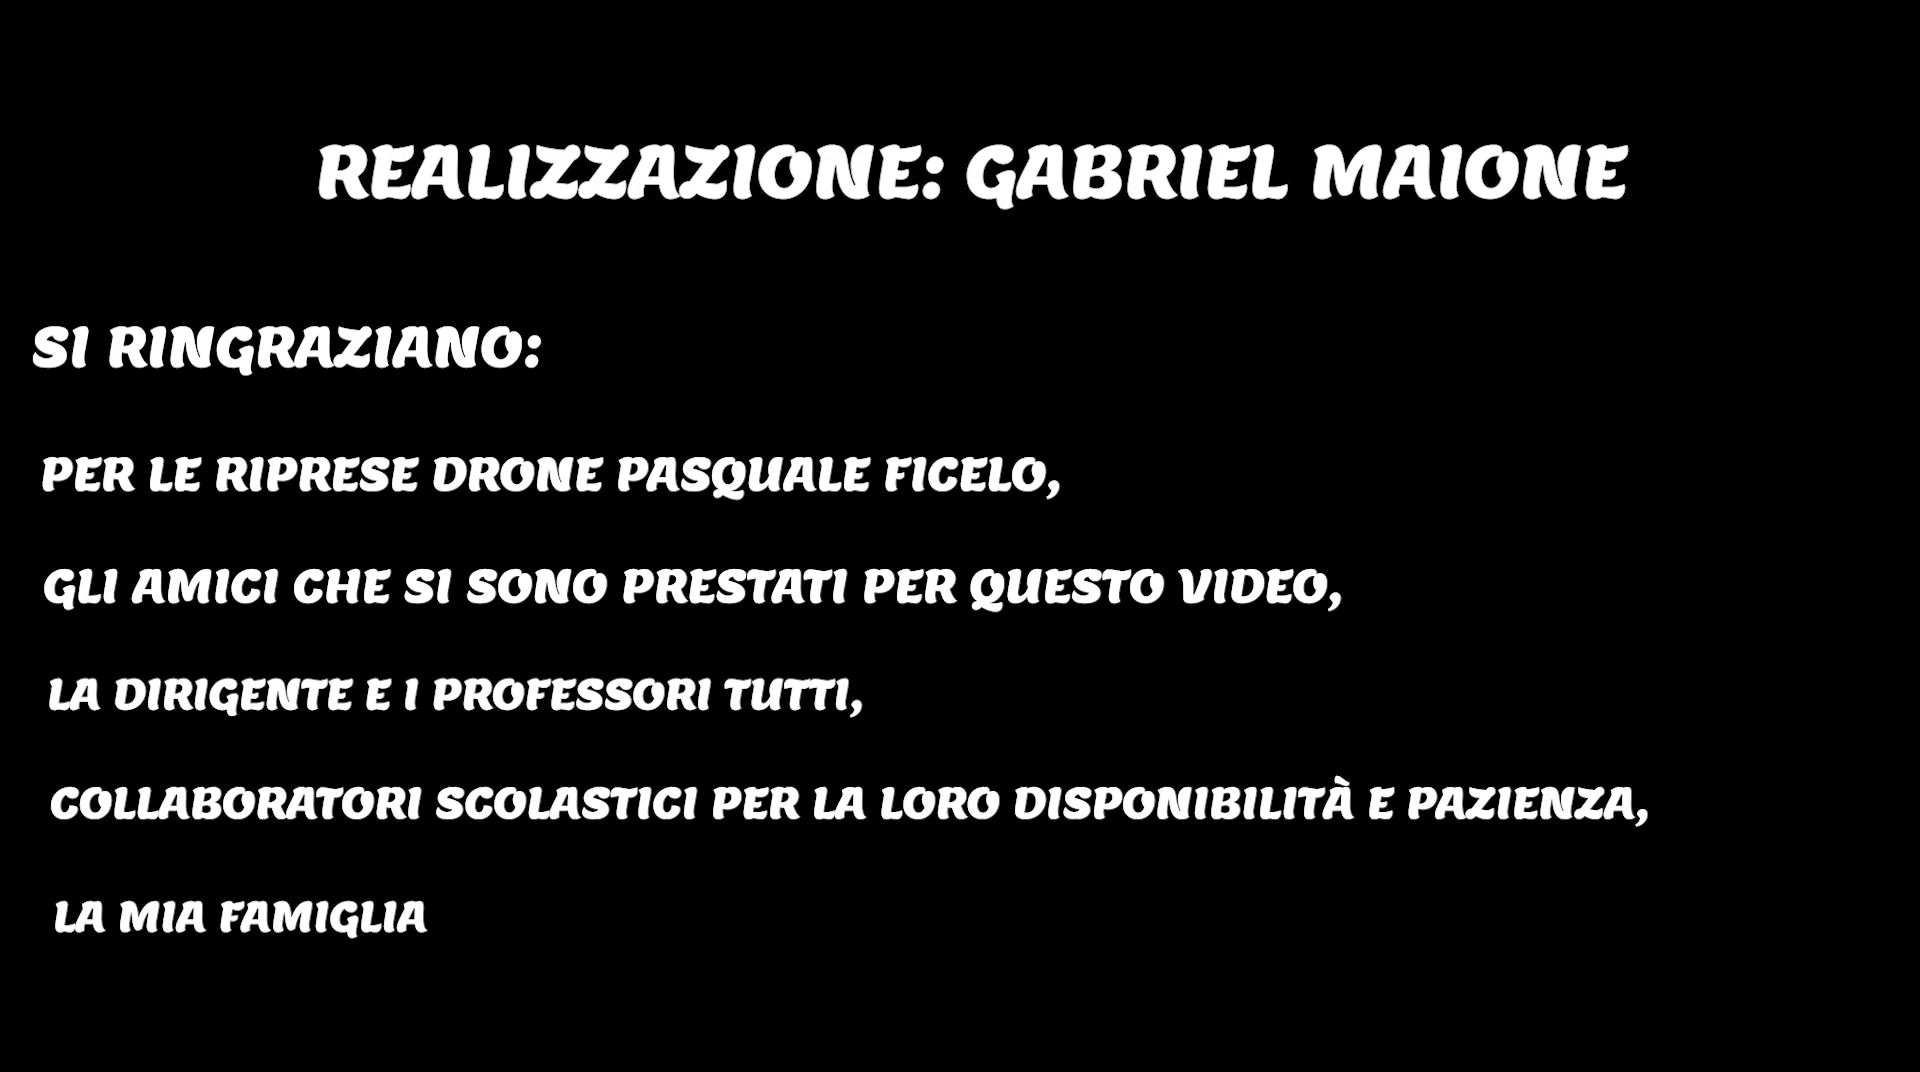 REALIZZAZIONE: GABRIEL MAIONE
SI RINGRAZIANO:
PER LE RIPRESE DRONE PASQUALE FICELO,
GLI AMICI CHE SI SONO PRESTATI PER QUESTO VIDEO,
LA DIRIGENTE E I PROFESSORI TUTTI,
COLLABORATORI SCOLASTICI PER LA LORO DISPONIBILITÀ E PAZIENZA,
LA MIA FAMIGLIA